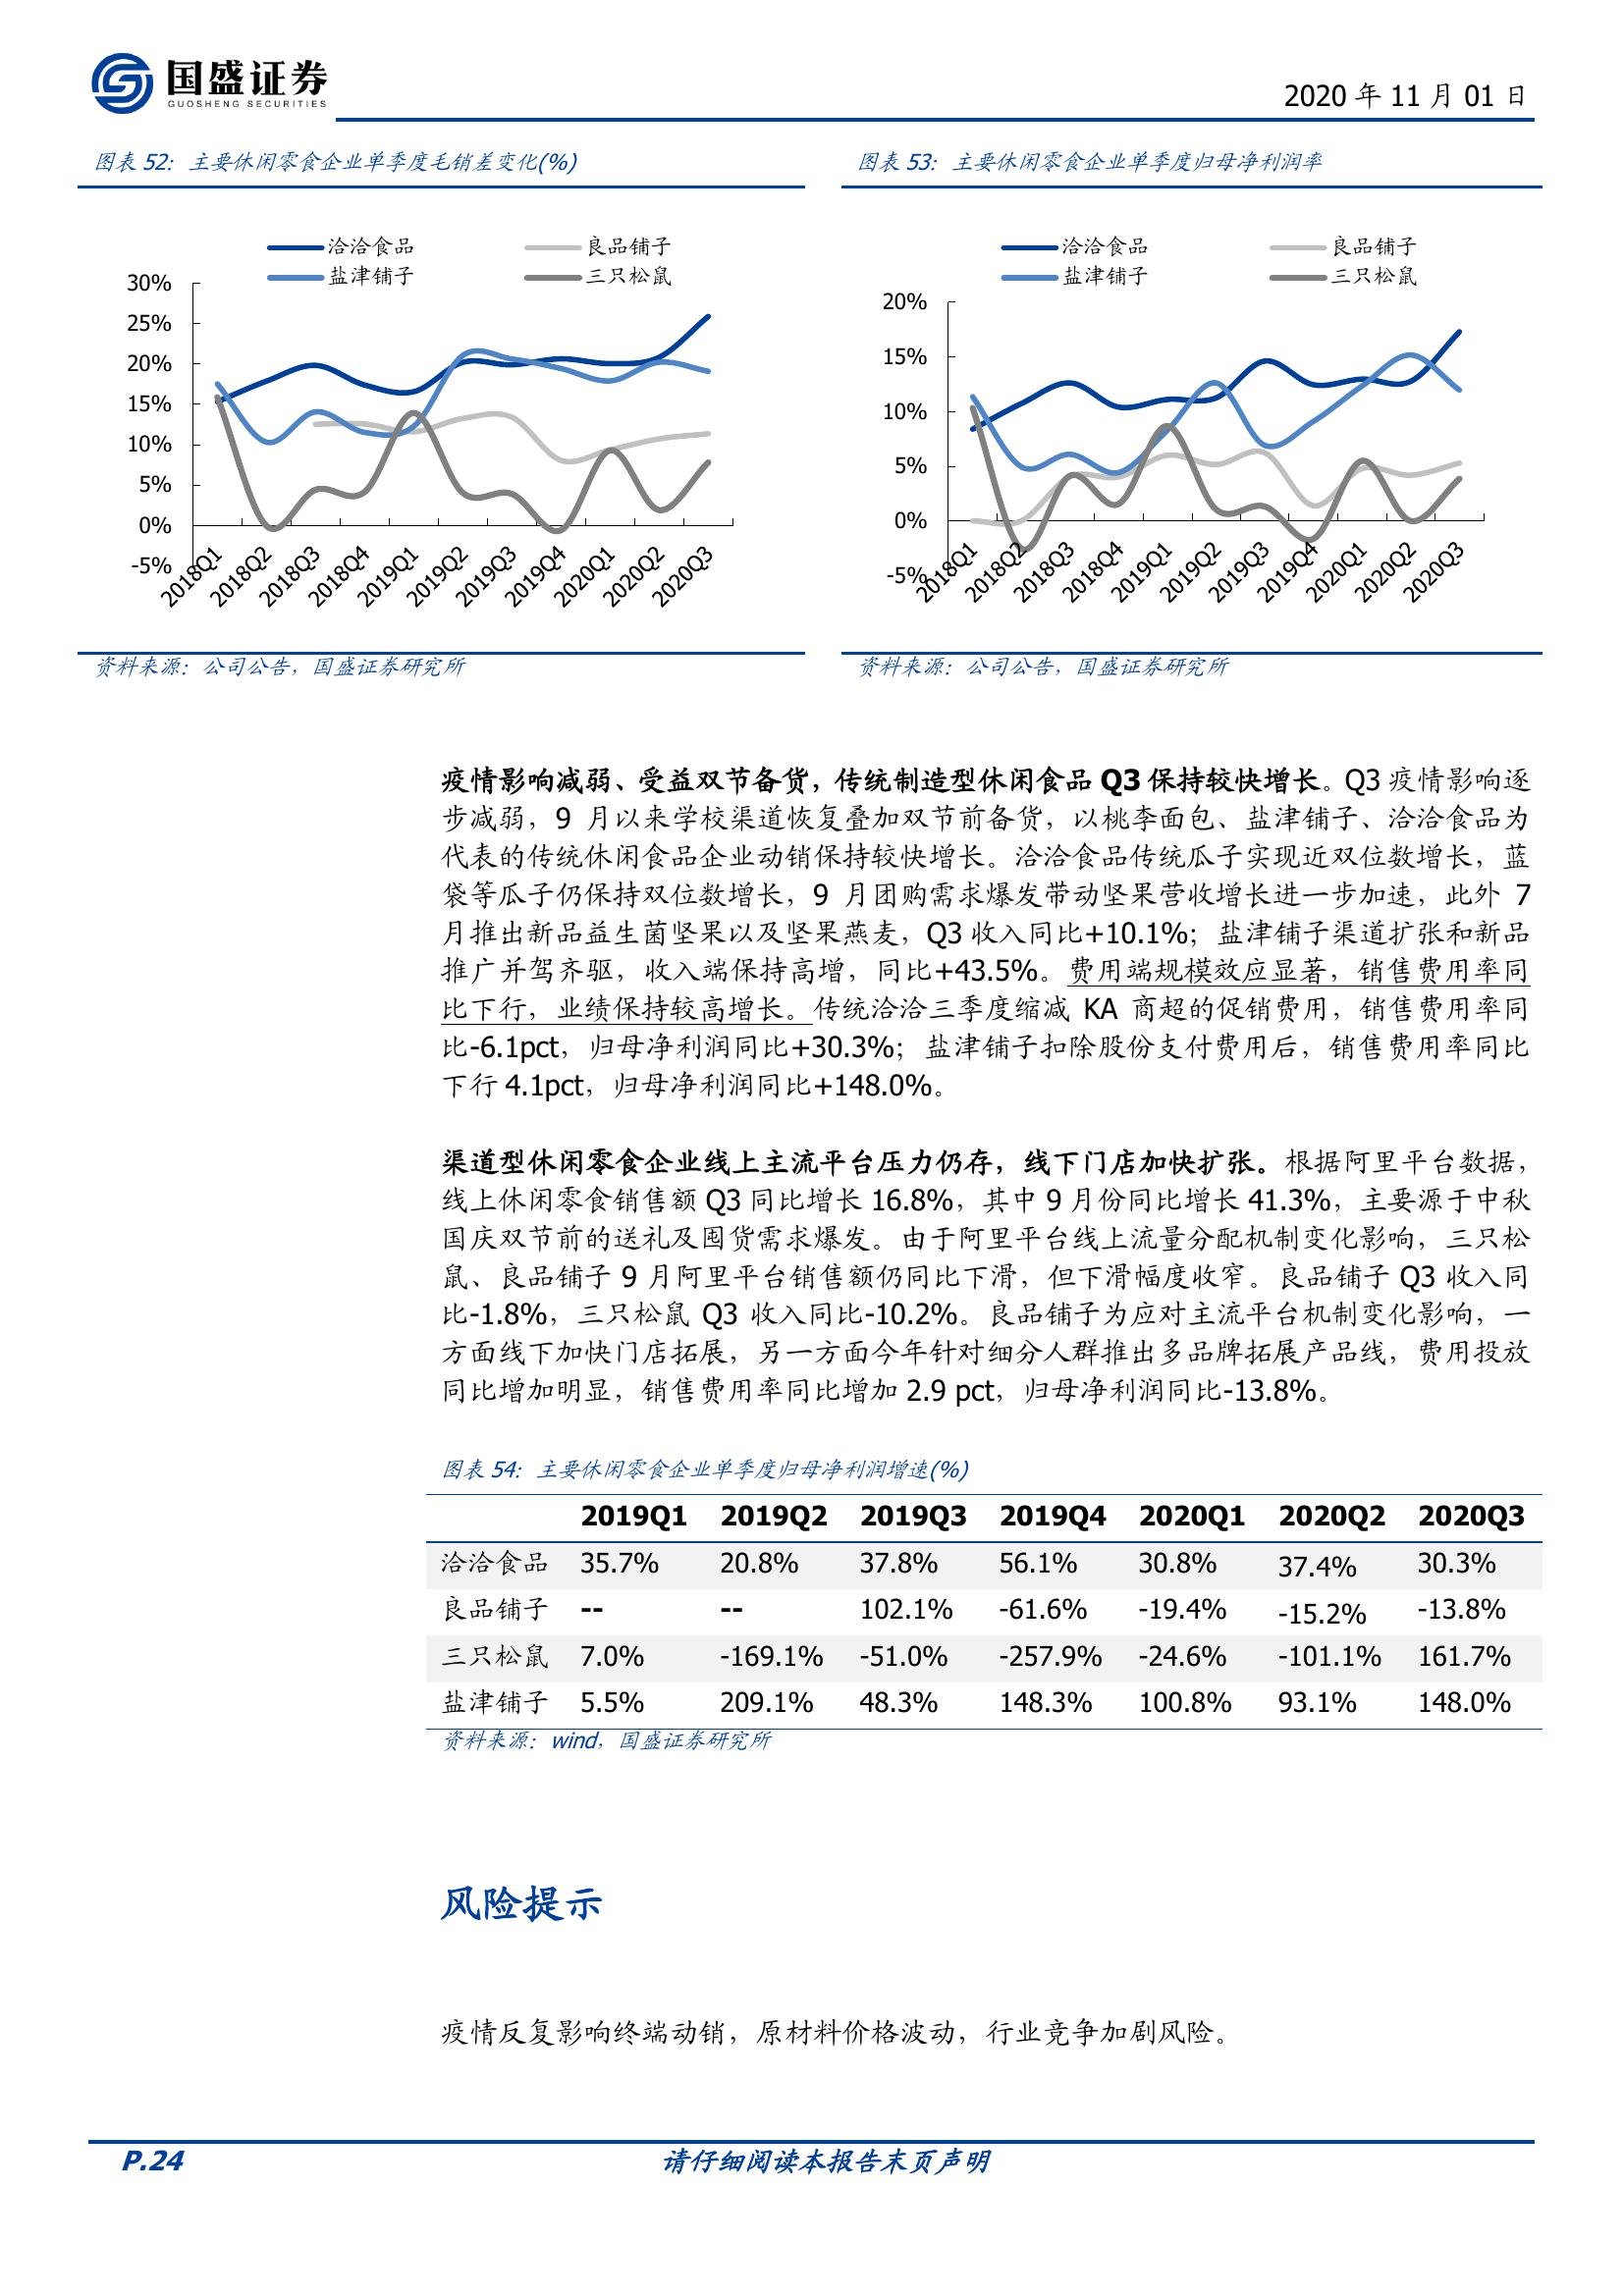 国盛证券
GUOSHENG SECURITIES
2020 年 11 月 01 日
图表 52：主要休闲零食企业单季度毛销差变化(%)
洽洽食品
良品铺子
盐津铺子
三只松鼠
30%
25%
20%
15%
10%
5%
0%
-5%
2018Q1
2018Q2
2018Q3
2018Q4
2019Q1
2019Q2
2019Q3
2019Q4
2020Q1
2020Q2
2020Q3
资料来源：公司公告，国盛证券研究所
图表 53：主要休闲零食企业单季度归母净利润率
洽洽食品
良品铺子
盐津铺子
三只松鼠
20%
15%
10%
5%
0%
-5%
2018Q1
2018Q2
2018Q3
2018Q4
2019Q1
2019Q2
2019Q3
2019Q4
2020Q1
2020Q2
2020Q3
资料来源：公司公告，国盛证券研究所
疫情影响减弱、受益双节备货，传统制造型休闲食品 Q3 保持较快增长。Q3 疫情影响逐
步减弱，9 月以来学校渠道恢复叠加双节前备货，以桃李面包、盐津铺子、洽洽食品为
代表的传统休闲食品企业动销保持较快增长。洽洽食品传统瓜子实现近双位数增长，蓝
袋等瓜子仍保持双位数增长，9 月团购需求爆发带动坚果营收增长进一步加速，此外 7
月推出新品益生菌坚果以及坚果燕麦，Q3 收入同比+10.1%；盐津铺子渠道扩张和新品
推广并驾齐驱，收入端保持高增，同比+43.5%。费用端规模效应显著，销售费用率同
比下行，业绩保持较高增长。传统洽洽三季度缩减 KA 商超的促销费用，销售费用率同
比-6.1pct，归母净利润同比+30.3%；盐津铺子扣除股份支付费用后，销售费用率同比
下行 4.1pct，归母净利润同比+148.0%。
渠道型休闲零食企业线上主流平台压力仍存，线下门店加快扩张。根据阿里平台数据，
线上休闲零食销售额 Q3 同比增长 16.8%，其中 9 月份同比增长 41.3%，主要源于中秋
国庆双节前的送礼及囤货需求爆发。由于阿里平台线上流量分配机制变化影响，三只松
鼠、良品铺子 9 月阿里平台销售额仍同比下滑，但下滑幅度收窄。良品铺子 Q3 收入同
比-1.8%，三只松鼠 Q3 收入同比-10.2%。良品铺子为应对主流平台机制变化影响，一
方面线下加快门店拓展，另一方面今年针对细分人群推出多品牌拓展产品线，费用投放
同比增加明显，销售费用率同比增加 2.9 pct，归母净利润同比-13.8%。
图表 54：主要休闲零食企业单季度归母净利润增速(%)
2019Q1 2019Q2 2019Q3 2019Q4 2020Q1 2020Q2 2020Q3
洽洽食品 35.7% 20.8% 37.8% 56.1% 30.8% 37.4% 30.3%
良品铺子 -- -- 102.1% -61.6% -19.4% -15.2% -13.8%
三只松鼠 7.0% -169.1% -51.0% -257.9% -24.6% -101.1% 161.7%
盐津铺子 5.5% 209.1% 48.3% 148.3% 100.8% 93.1% 148.0%
资料来源：wind，国盛证券研究所
风险提示
疫情反复影响终端动销，原材料价格波动，行业竞争加剧风险。
P.24
请仔细阅读本报告末页声明